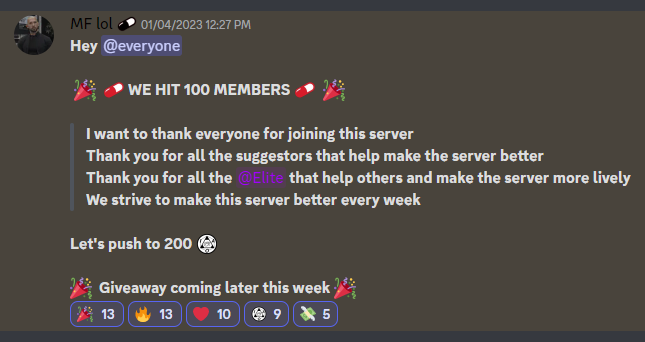 MF lol 01/04/2023 12:27 PM
Hey @everyone
WE HIT 100 MEMBERS
I want to thank everyone for joining this server
Thank you for all the suggestors that help make the server better
Thank you for all the @Elite that help others and make the server more lively
We strive to make this server better every week
Let's push to 200
Giveaway coming later this week
13 13 10 9 5